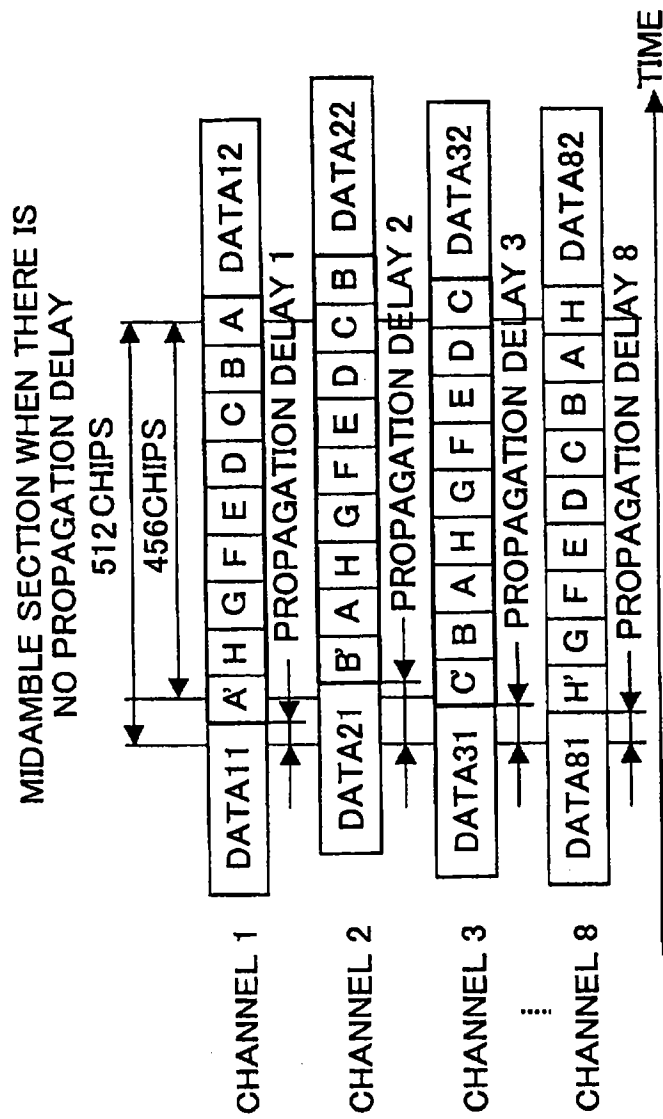 MIDAMBLE SECTION WHEN THERE IS
NO PROPAGATION DELAY
512 CHIPS
456CHIPS
CHANNEL 1
DATA11 A' H G F E D C B A DATA12
PROPAGATION DELAY 1
CHANNEL 2
DATA21 B' A H G F E D C B DATA22
PROPAGATION DELAY 2
CHANNEL 3
DATA31 C' B A H G F E D C DATA32
PROPAGATION DELAY 3
......
CHANNEL 8
DATA81 H' G F E D C B A H DATA82
PROPAGATION DELAY 8
TIME